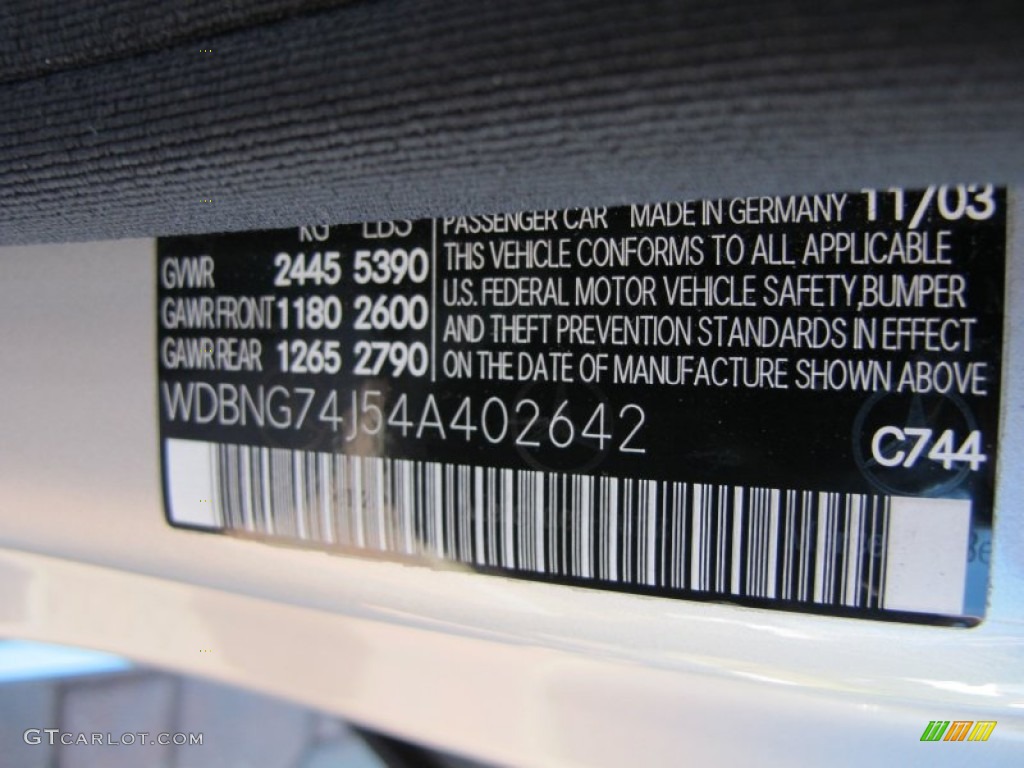 KG LBS
GVWR 2445 5390
GAWR FRONT 1180 2600
GAWR REAR 1265 2790
PASSENGER CAR MADE IN GERMANY 11/03
THIS VEHICLE CONFORMS TO ALL APPLICABLE
U.S. FEDERAL MOTOR VEHICLE SAFETY,BUMPER
AND THEFT PREVENTION STANDARDS IN EFFECT
ON THE DATE OF MANUFACTURE SHOWN ABOVE
WDBNG74J54A402642
C744
GTCARLOT.COM